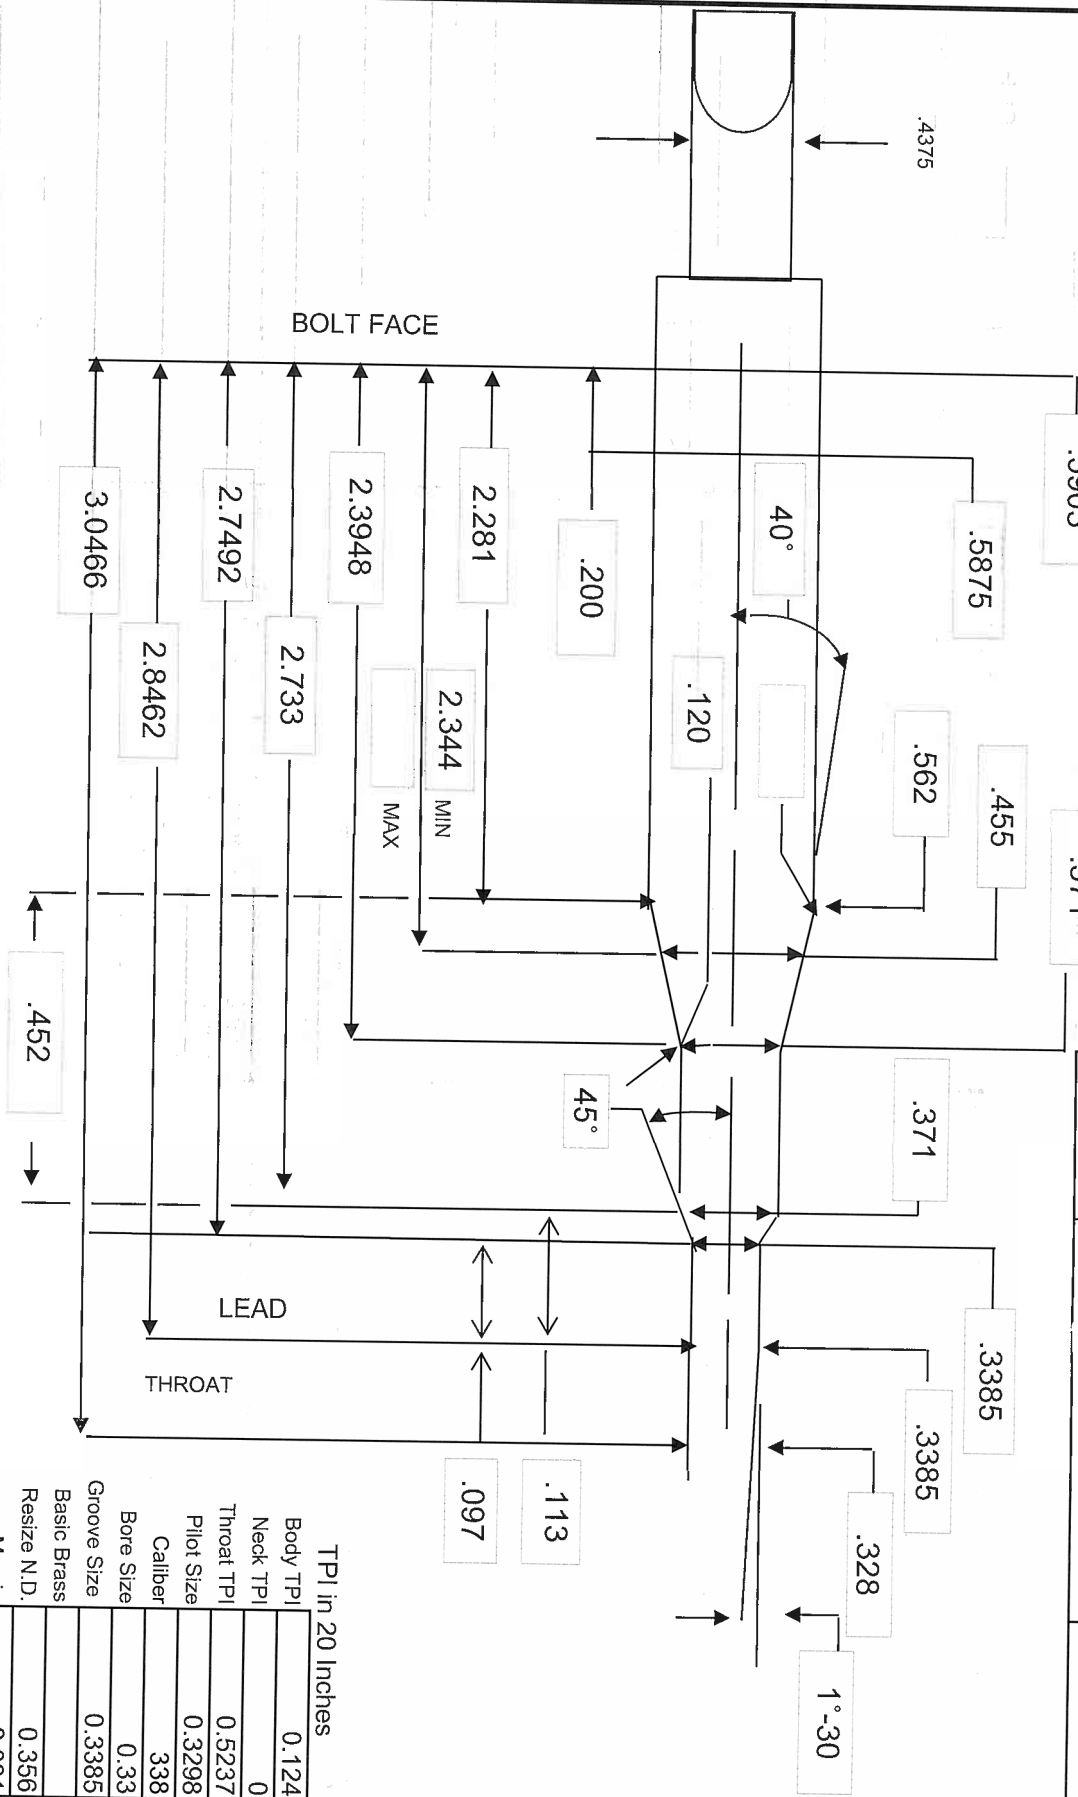 .4375
BOLT FACE
.5875
40°
.200
2.281
2.3948
2.7492
3.0466
.562
.455
.120
2.344 MIN
MAX
2.733
2.8462
.452
.371
45°
LEAD
THROAT
.3385
.3385
.328
1°-30
.113
.097
TPI in 20 Inches
Body TPI 0.124
Neck TPI 0
Throat TPI 0.5237
Pilot Size 0.3298
Caliber 338
Bore Size 0.33
Groove Size 0.3385
Basic Brass
Resize N.D. 0.356